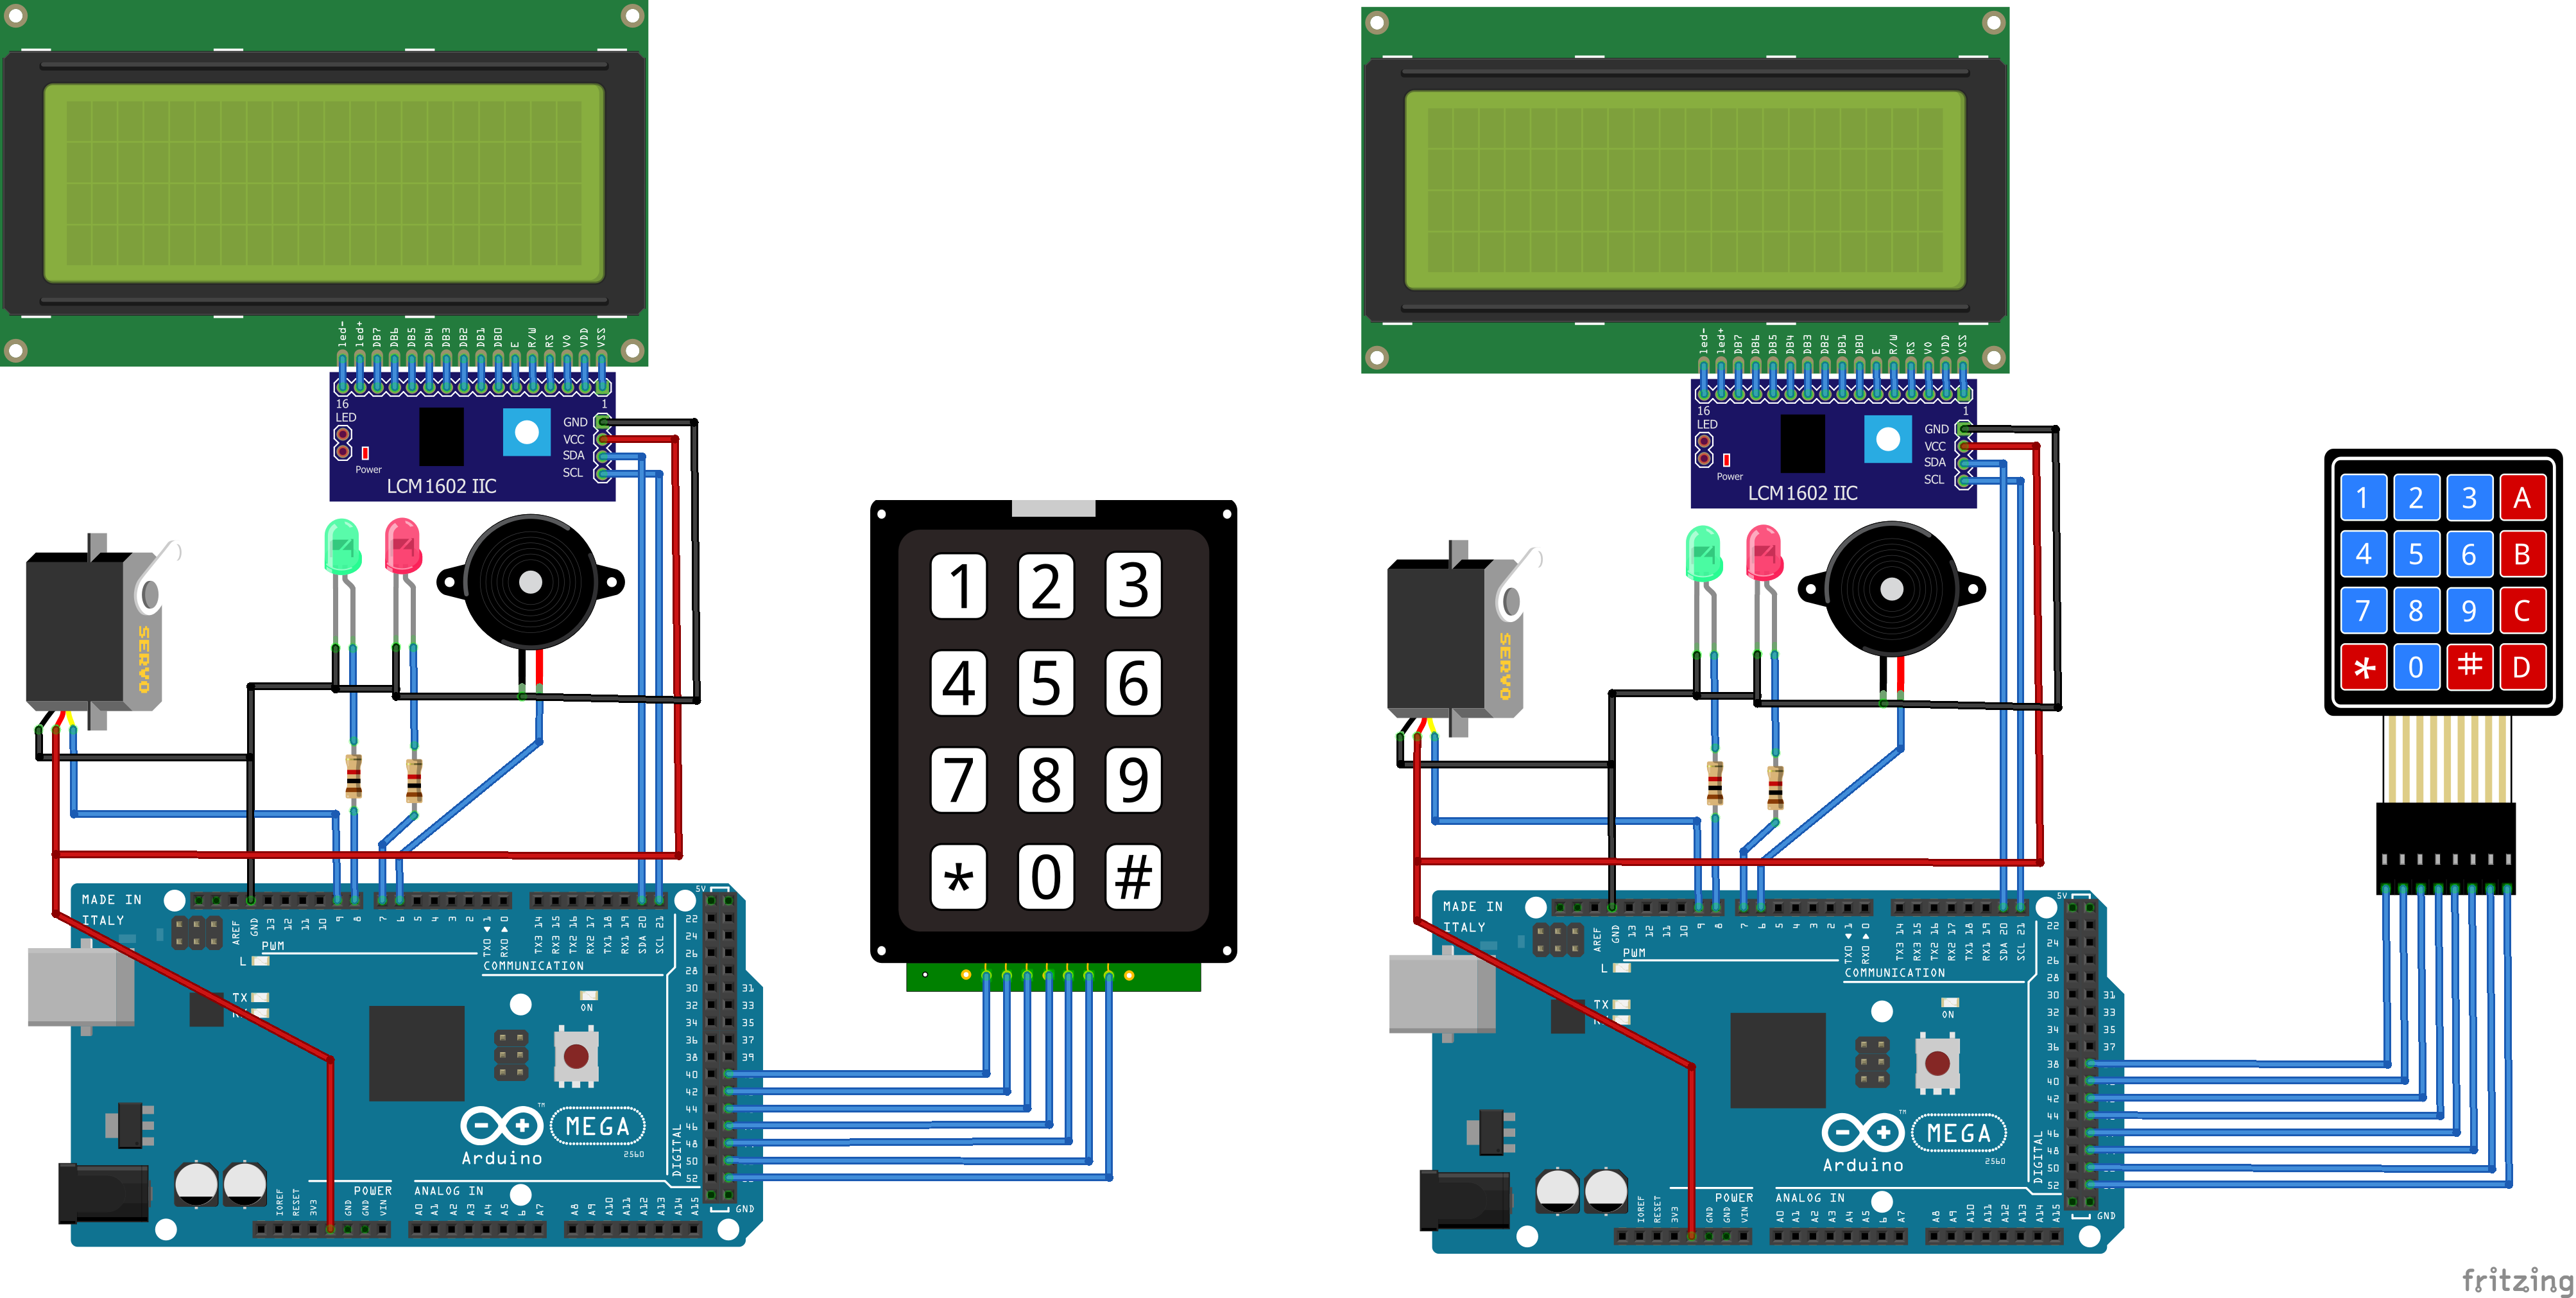 led- led+ DB7 DB6 DB5 DB4 DB3 DB2 DB1 DB0 E R/W RS V0 VDD VSS
16 1
LED
GND
VCC
SDA
SCL
Power
LCM1602 IIC
SERVO
1 2 3
4 5 6
7 8 9
* 0 #
MADE IN
ITALY
AREF GND 13 12 11 10 9 8 7 6 5 4 3 2 TX0 1 RX0 0 TX3 14 RX3 15 TX2 16 RX2 17 TX1 18 RX1 19 SDA 20 SCL 21
5V
PWM
COMMUNICATION
L
TX
ON
22
24
26
28
30 31
32 33
34 35
36 37
38 39
40
42
44
46
48
50
52
DIGITAL
GND
MEGA
Arduino
2560
TM
POWER
ANALOG IN
IOREF RESET 3V3 GND GND VIN
A0 A1 A2 A3 A4 A5 6 A7 A8 A9 A10 A11 A12 A13 A14 A15
led- led+ DB7 DB6 DB5 DB4 DB3 DB2 DB1 DB0 E R/W RS V0 VDD VSS
16 1
LED
GND
VCC
SDA
SCL
Power
LCM1602 IIC
SERVO
1 2 3 A
4 5 6 B
7 8 9 C
* 0 # D
MADE IN
ITALY
AREF GND 13 12 11 10 9 8 7 6 5 4 3 2 TX0 1 RX0 0 TX3 14 RX3 15 TX2 16 RX2 17 TX1 18 RX1 19 SDA 20 SCL 21
5V
PWM
COMMUNICATION
L
TX
ON
22
24
26
28
30 31
32 33
34 35
36 37
38
40
42
44
46
48
50
52
DIGITAL
GND
MEGA
Arduino
2560
TM
POWER
ANALOG IN
IOREF RESET 3V3 GND GND VIN
A0 A1 A2 A3 A4 A5 6 A7 A8 A9 A10 A11 A12 A13 A14 A15
fritzing